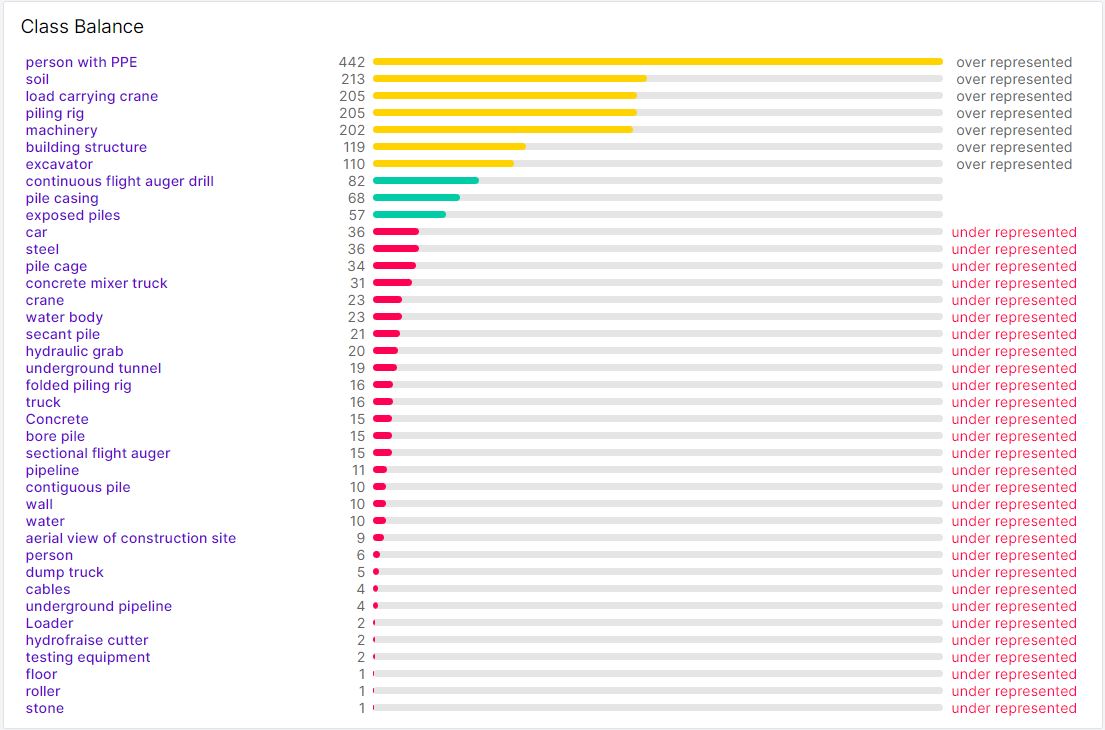 Class Balance
person with PPE 442 over represented
soil 213 over represented
load carrying crane 205 over represented
piling rig 205 over represented
machinery 202 over represented
building structure 119 over represented
excavator 110 over represented
continuous flight auger drill 82
pile casing 68
exposed piles 57
car 36 under represented
steel 36 under represented
pile cage 34 under represented
concrete mixer truck 31 under represented
crane 23 under represented
water body 23 under represented
secant pile 21 under represented
hydraulic grab 20 under represented
underground tunnel 19 under represented
folded piling rig 16 under represented
truck 16 under represented
Concrete 15 under represented
bore pile 15 under represented
sectional flight auger 15 under represented
pipeline 11 under represented
contiguous pile 10 under represented
wall 10 under represented
water 10 under represented
aerial view of construction site 9 under represented
person 6 under represented
dump truck 5 under represented
cables 4 under represented
underground pipeline 4 under represented
Loader 2 under represented
hydrofraise cutter 2 under represented
testing equipment 2 under represented
floor 1 under represented
roller 1 under represented
stone 1 under represented